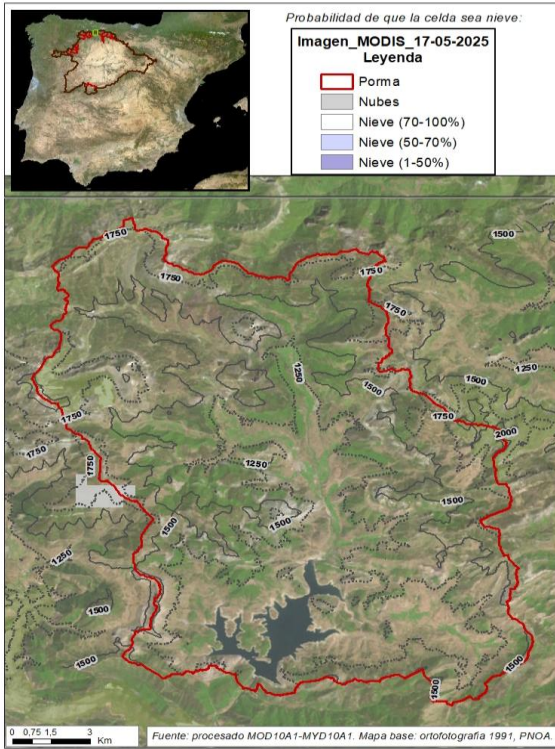 Probabilidad de que la celda sea nieve:
Imagen_MODIS_17-05-2025
Leyenda
Porma
Nubes
Nieve (70-100%)
Nieve (50-70%)
Nieve (1-50%)
1750
1500
1750
1750
1750
1250
1250
1500
1500
1750
1750
2000
1750
1250
1750
1500
1500
1500
1250
1500
1500
1500
1500
0 0,75 1,5 3
Km
Fuente: procesado MOD10A1-MYD10A1. Mapa base: ortofotografia 1991, PNOA.